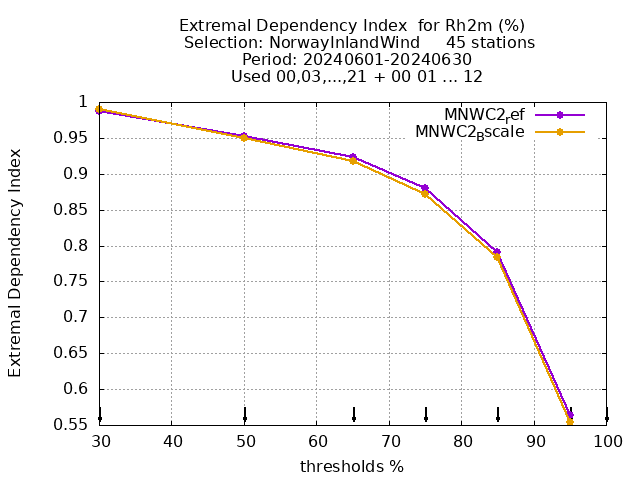 Extremal Dependency Index  for Rh2m (%)
Selection: NorwayInlandWind     45 stations
Period: 20240601-20240630
Used 00,03,...,21 + 00 01 ... 12
MNWC2ref
MNWC2Bscale
Extremal Dependency Index
1
0.95
0.9
0.85
0.8
0.75
0.7
0.65
0.6
0.55
30 40 50 60 70 80 90 100
thresholds %